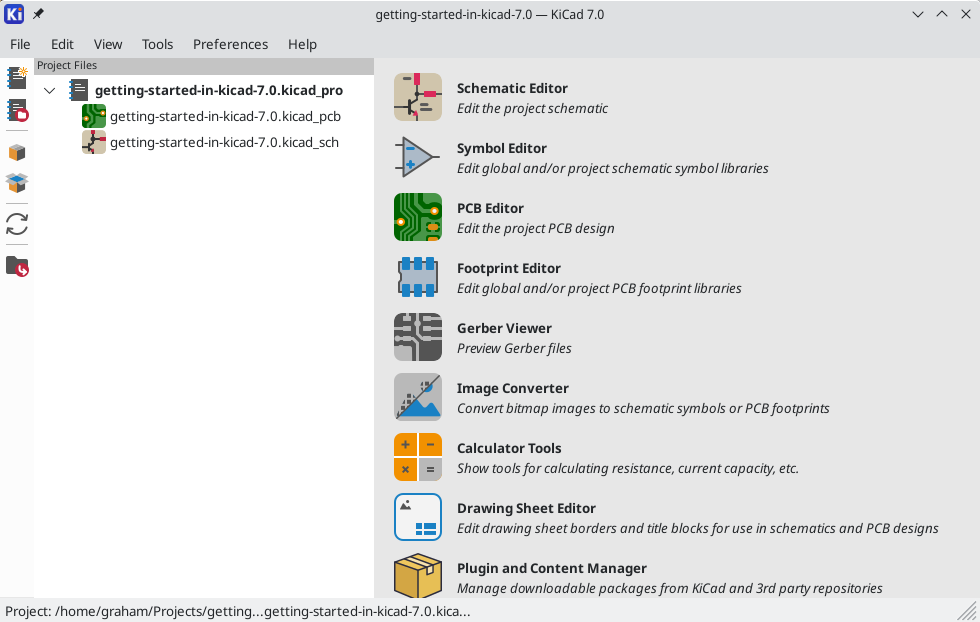 Ki
getting-started-in-kicad-7.0 — KiCad 7.0
File Edit View Tools Preferences Help
Project Files
getting-started-in-kicad-7.0.kicad_pro
getting-started-in-kicad-7.0.kicad_pcb
getting-started-in-kicad-7.0.kicad_sch
Schematic Editor
Edit the project schematic
Symbol Editor
Edit global and/or project schematic symbol libraries
PCB Editor
Edit the project PCB design
Footprint Editor
Edit global and/or project PCB footprint libraries
Gerber Viewer
Preview Gerber files
Image Converter
Convert bitmap images to schematic symbols or PCB footprints
Calculator Tools
Show tools for calculating resistance, current capacity, etc.
Drawing Sheet Editor
Edit drawing sheet borders and title blocks for use in schematics and PCB designs
Plugin and Content Manager
Manage downloadable packages from KiCad and 3rd party repositories
Project: /home/graham/Projects/getting...getting-started-in-kicad-7.0.kica...